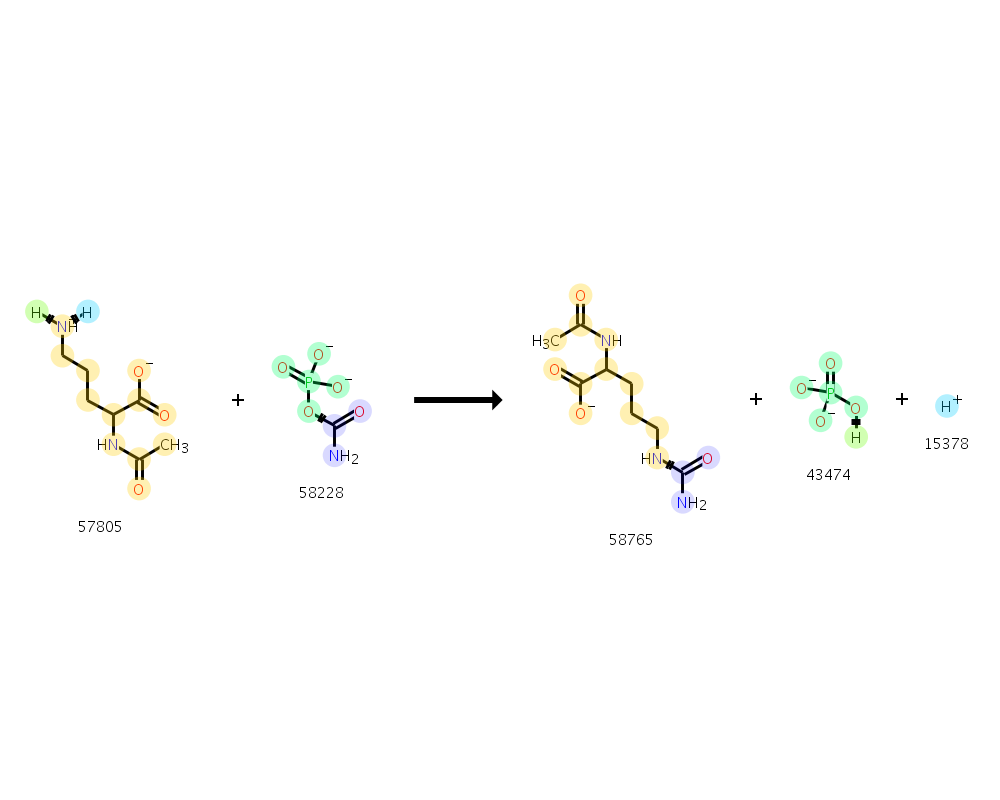 H H
NH
O−
O
HN
CH3
O
57805
+
O−
O
P
O−
O
O
NH2
58228
O
H3C
NH
O
O−
HN
O
NH2
58765
+
O
O−
P
O
O−
H
43474
+
H+
15378